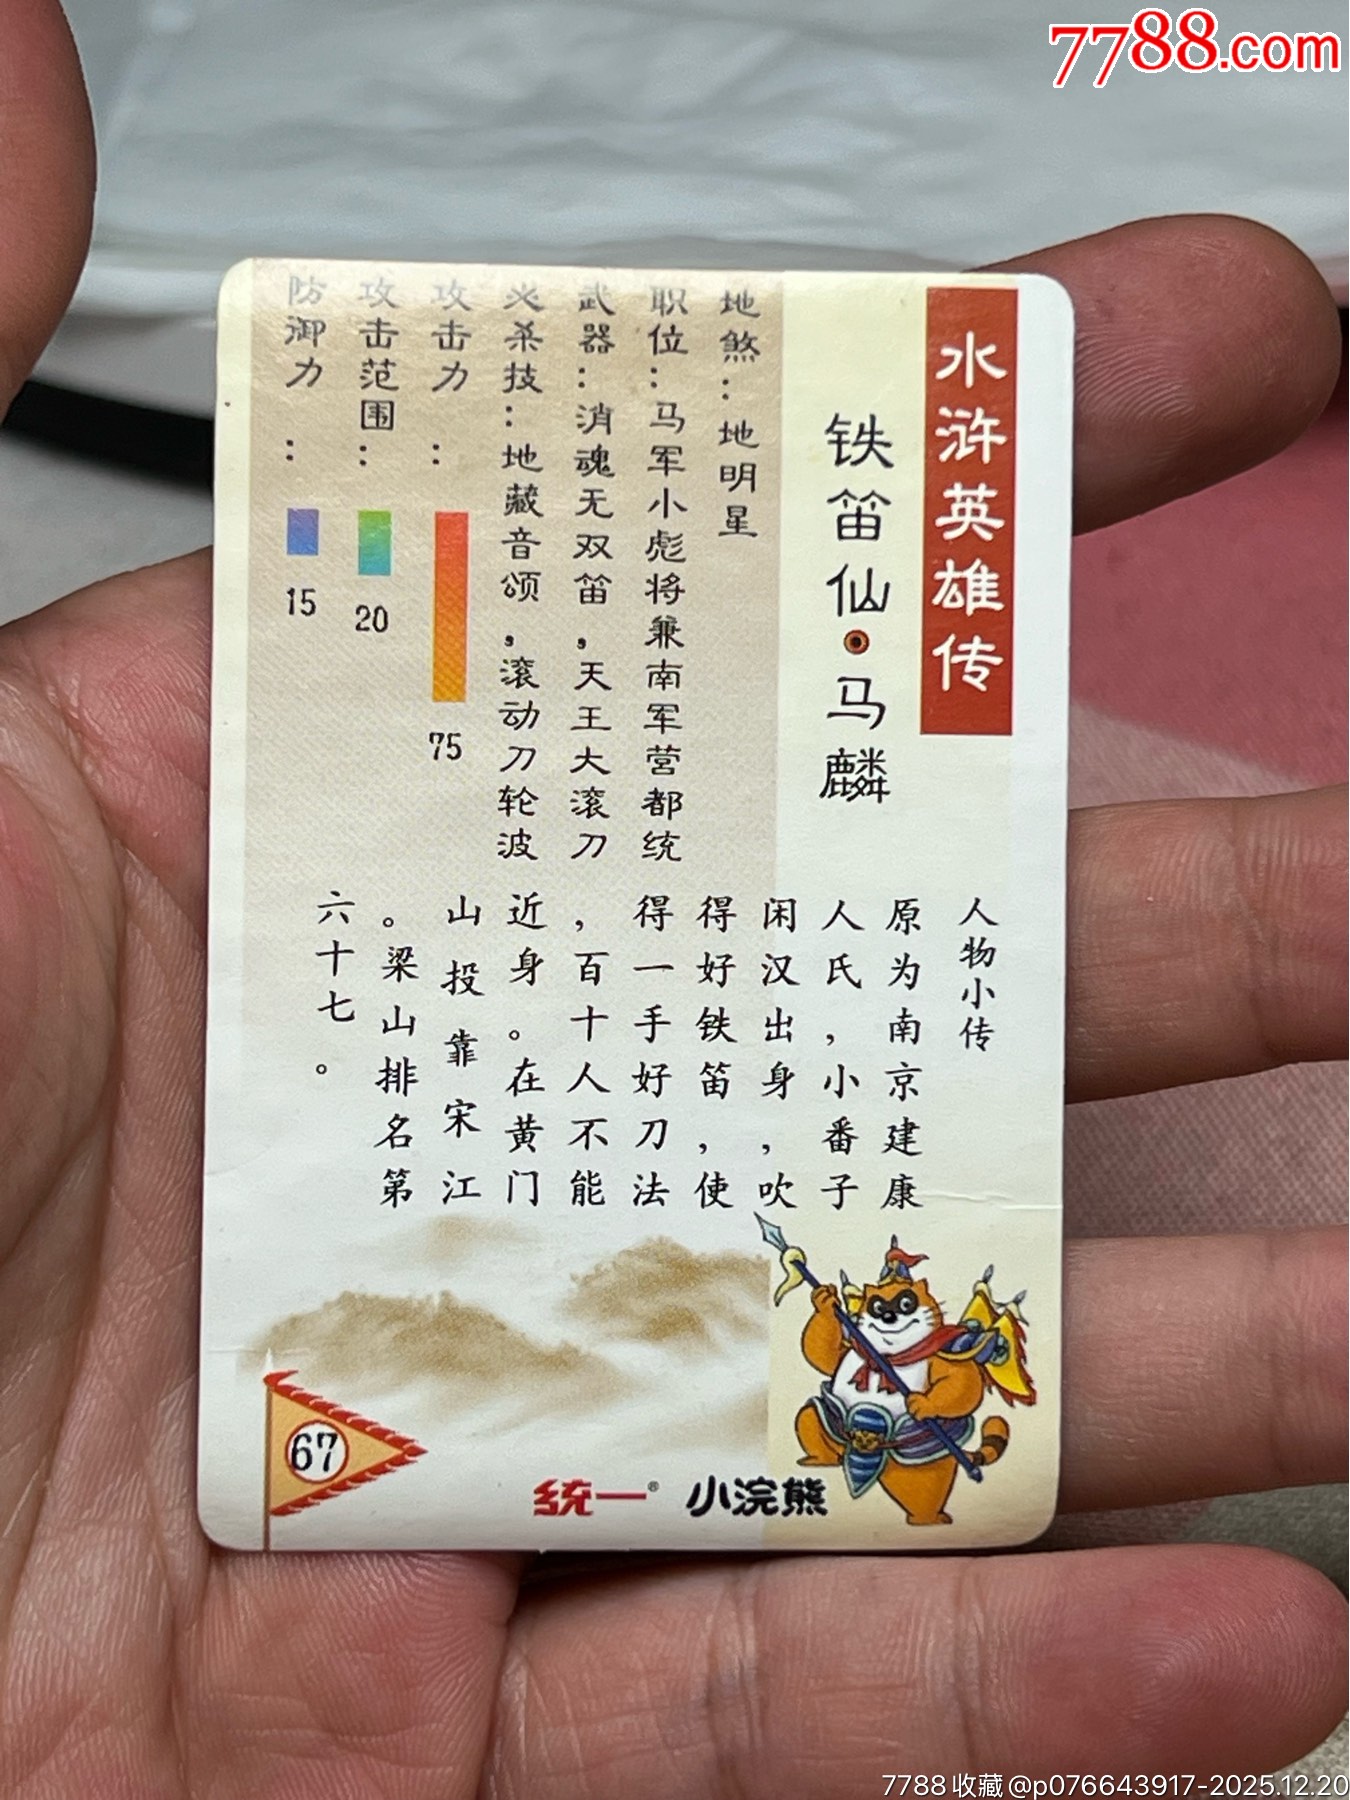 7788.com
水浒英雄传
铁笛仙·马麟
地煞：地明星
职位：马军小彪将兼南军营都统
武器：消魂无双笛，天王大滚刀
必杀技：地藏音颂，滚动刀轮波
攻击力：
75
攻击范围：
20
防御力：
15
人物小传
原为南京建康
人氏，小番子
闲汉出身，吹
得好铁笛，使
得一手好刀法
，百十人不能
近身。在黄门
山投靠宋江
。梁山排名第
六十七。
67
统一®
小浣熊
7788收藏@p076643917-2025.12.20